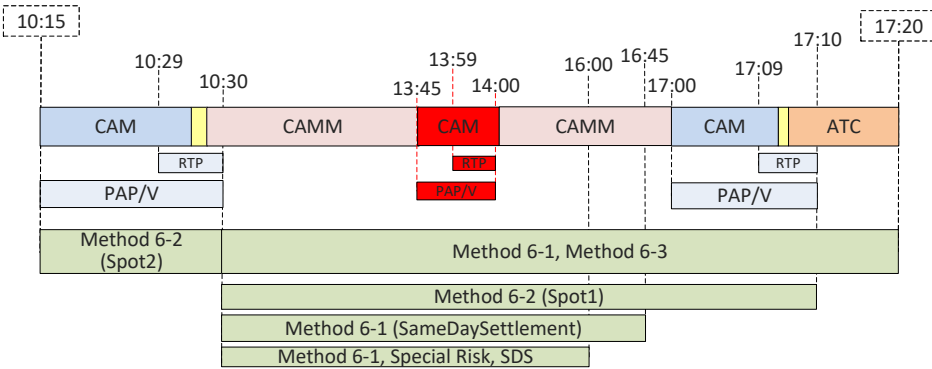 10:15
17:20
17:10
16:45
13:59
16:00
10:29
17:09
10:30
13:45
14:00
17:00
CAM
CAMM
CAM
CAMM
CAM
ATC
RTP
RTP
RTP
PAP/V
PAP/V
PAP/V
Method 6-2
(Spot2)
Method 6-1, Method 6-3
Method 6-2 (Spot1)
Method 6-1 (SameDaySettlement)
Method 6-1, Special Risk, SDS